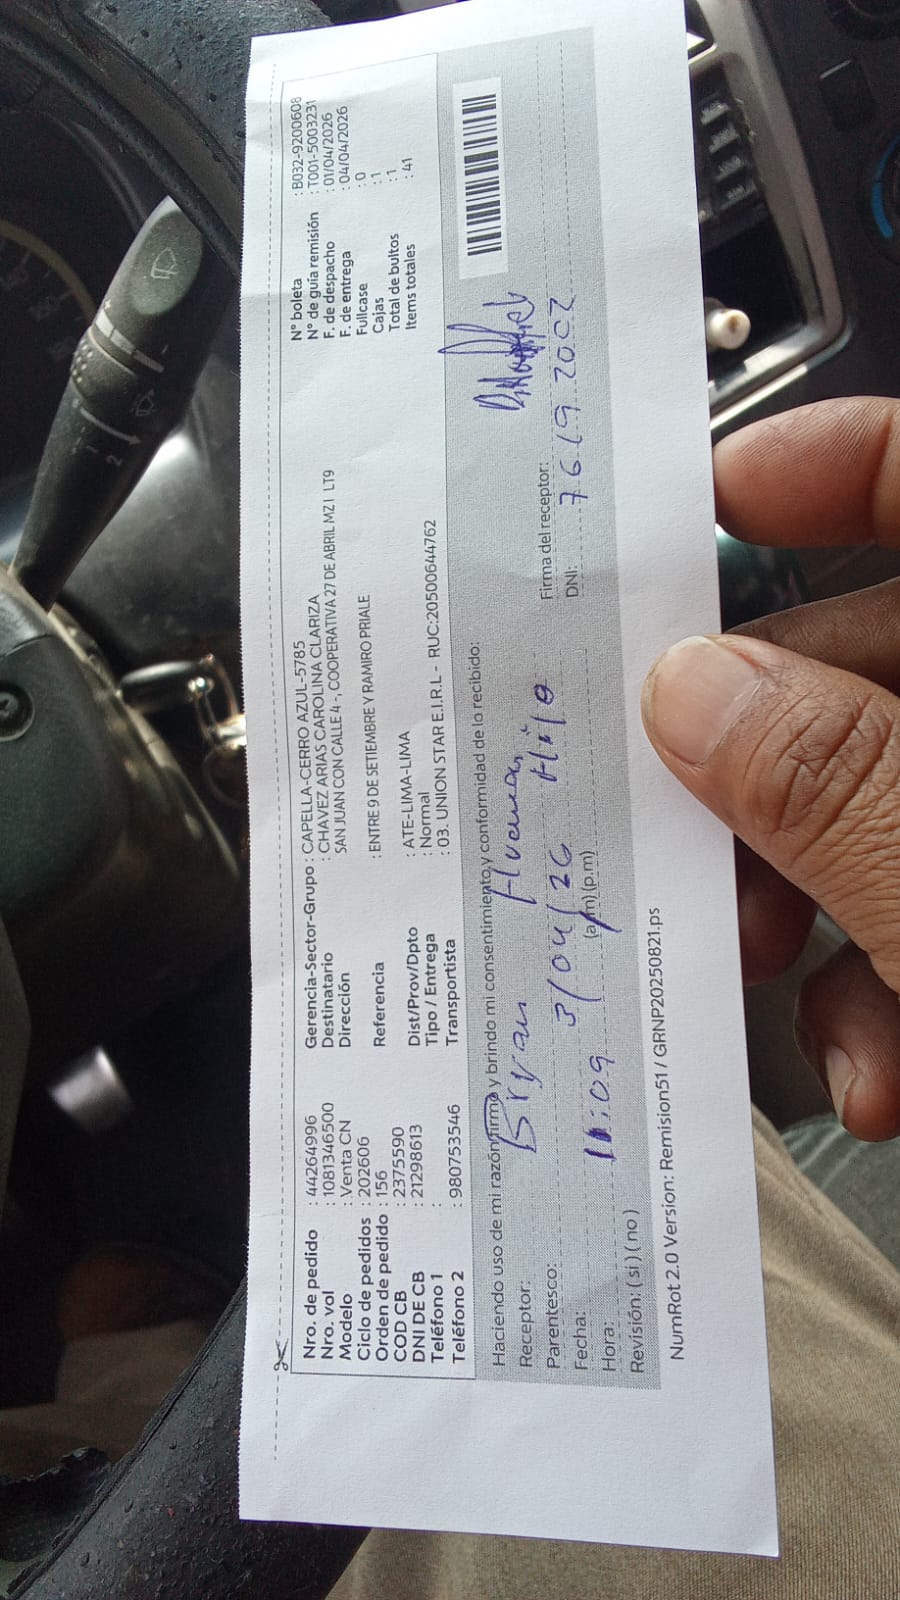 Nro. de pedido : 44264996
Nro. vol : 1081346500
Modelo : Venta CN
Ciclo de pedidos : 202606
Orden de pedido : 156
COD CB : 2375590
DNI DE CB : 21298613
Teléfono 1 :
Teléfono 2 : 980753546
Gerencia-Sector-Grupo : CAPELLA-CERRO AZUL-5785
Destinatario : CHAVEZ ARIAS CAROLINA CLARIZA
Dirección SAN JUAN CON CALLE 4 -, COOPERATIVA 27 DE ABRIL MZ I LT9
Referencia : ENTRE 9 DE SETIEMBRE Y RAMIRO PRIALE
Dist/Prov/Dpto : ATE-LIMA-LIMA
Tipo / Entrega : Normal
Transportista : 03. UNION STAR E.I.R.L - RUC:20500644762
N° boleta : B032-9200608
N° de guía remisión : T001-5003231
F. de despacho : 01/04/2026
F. de entrega : 04/04/2026
Fullcase : 0
Cajas : 1
Total de bultos : 1
Items totales : 41
Haciendo uso de mi razón firmo y brindo mi consentimiento y conformidad de lo recibido:
Receptor: Bryan
Parentesco: Hijo
Fecha: 3/04/26
Hora: 11:09 (am) (p.m)
Revisión: ( si ) ( no )
Firma del receptor:
DNI: 76192002
NumRot 2.0 Version: Remision51 / GRNP20250821.ps